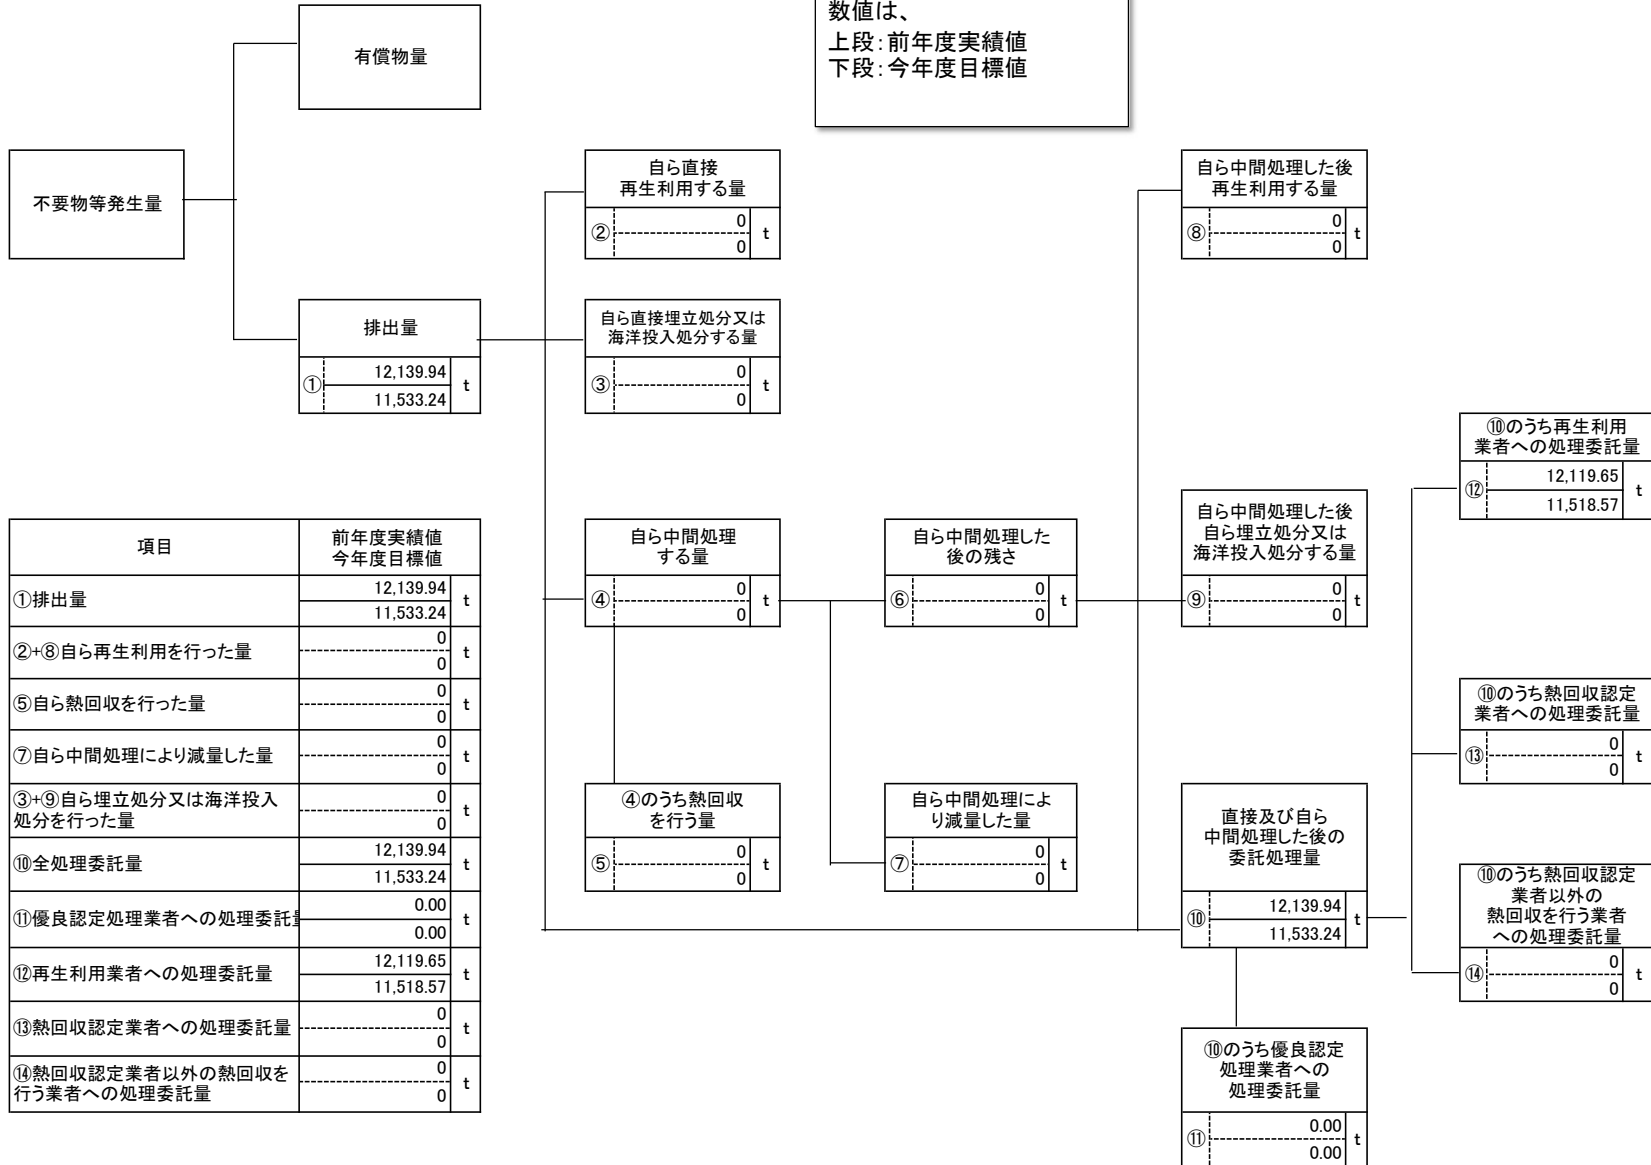 数値は、
上段：前年度実績値
下段：今年度目標値
有償物量
不要物等発生量
自ら直接
再生利用する量
②
0
0
t
自ら中間処理した後
再生利用する量
⑧
0
0
t
排出量
①
12,139.94
11,533.24
t
自ら直接埋立処分又は
海洋投入処分する量
③
0
0
t
⑩のうち再生利用
業者への処理委託量
⑫
12,119.65
11,518.57
t
自ら中間処理
する量
④
0
0
t
自ら中間処理した
後の残さ
⑥
0
0
t
自ら中間処理した後
自ら埋立処分又は
海洋投入処分する量
⑨
0
0
t
⑩のうち熱回収認定
業者への処理委託量
⑬
0
0
t
④のうち熱回収
を行う量
⑤
0
0
t
自ら中間処理によ
り減量した量
⑦
0
0
t
直接及び自ら
中間処理した後の
委託処理量
⑩
12,139.94
11,533.24
t
⑩のうち熱回収認定
業者以外の
熱回収を行う業者
への処理委託量
⑭
0
0
t
⑩のうち優良認定
処理業者への
処理委託量
⑪
0.00
0.00
t
項目
前年度実績値
今年度目標値
①排出量
12,139.94
11,533.24
t
②+⑧自ら再生利用を行った量
0
0
t
⑤自ら熱回収を行った量
0
0
t
⑦自ら中間処理により減量した量
0
0
t
③+⑨自ら埋立処分又は海洋投入
処分を行った量
0
0
t
⑩全処理委託量
12,139.94
11,533.24
t
⑪優良認定処理業者への処理委託量
0.00
0.00
t
⑫再生利用業者への処理委託量
12,119.65
11,518.57
t
⑬熱回収認定業者への処理委託量
0
0
t
⑭熱回収認定業者以外の熱回収を
行う業者への処理委託量
0
0
t